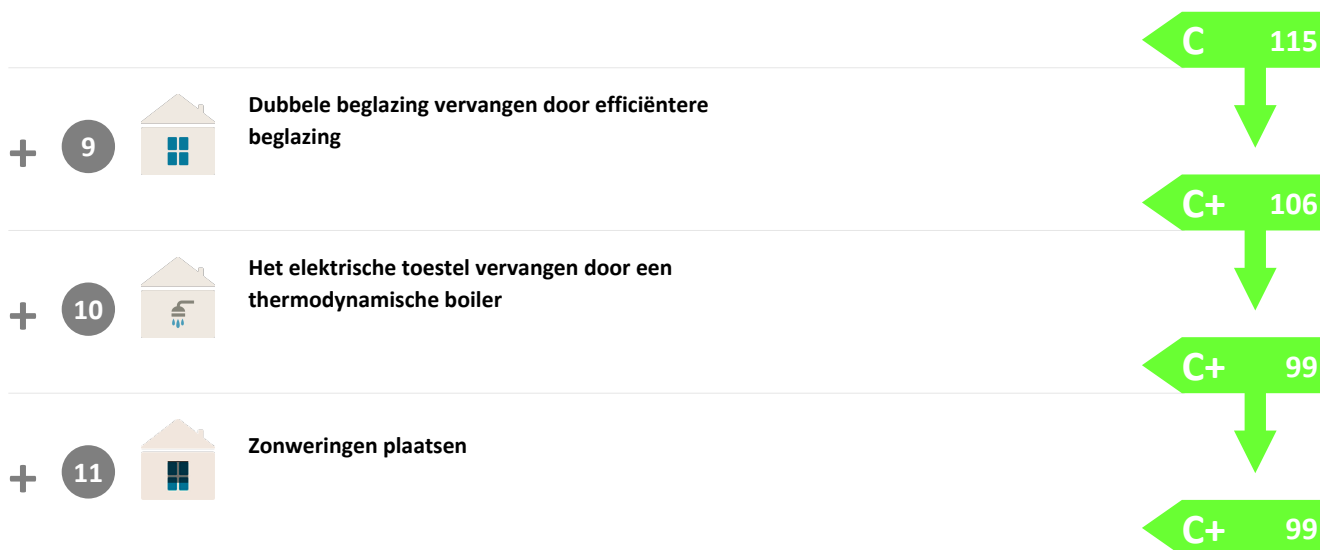 C 115
+ 9 Dubbele beglazing vervangen door efficiëntere
beglazing
C+ 106
+ 10 Het elektrische toestel vervangen door een
thermodynamische boiler
C+ 99
+ 11 Zonweringen plaatsen
C+ 99